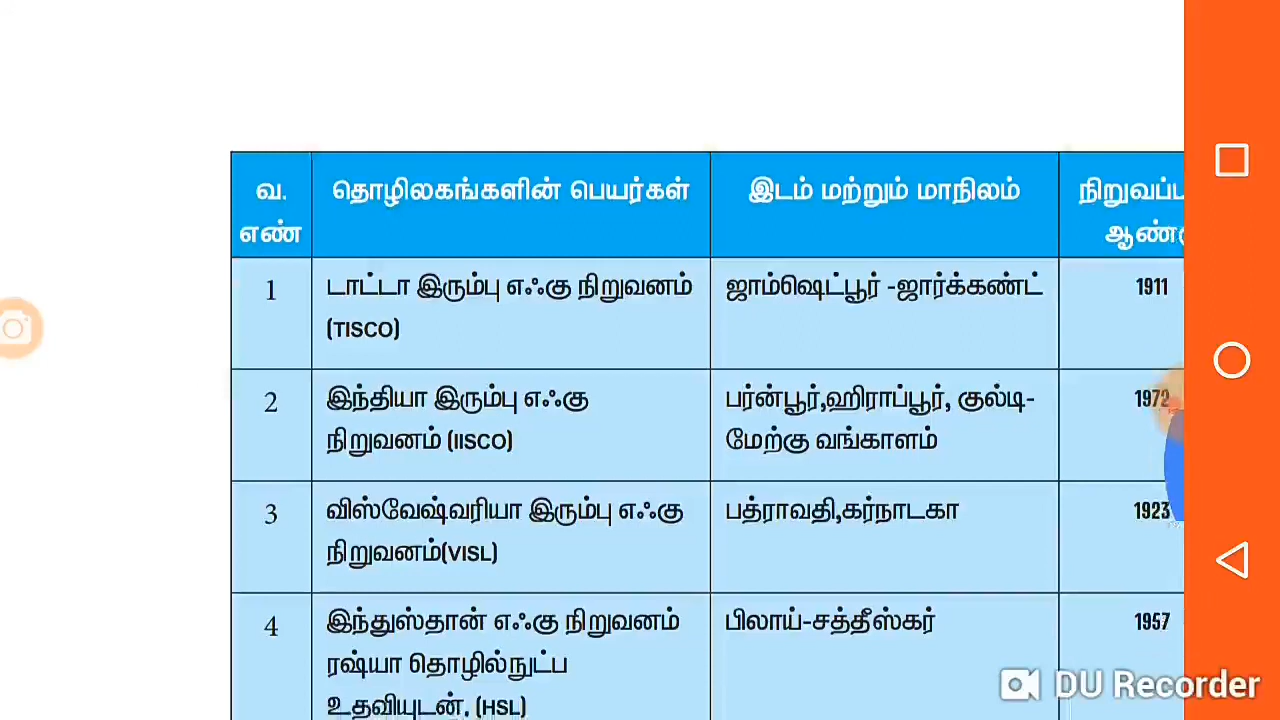 வ. எண்
தொழிலகங்களின் பெயர்கள்
இடம் மற்றும் மாநிலம்
1
டாட்டா இரும்பு எஃகு நிறுவனம்
(TISCO)
ஜாம்ஷெட்பூர் -ஜார்க்கண்ட்
1911
2
இந்தியா இரும்பு எஃகு
நிறுவனம் (IISCO)
பர்ன்பூர்,ஹிராப்பூர், குல்டி-
மேற்கு வங்காளம்
1972
3
விஸ்வேஷ்வரியா இரும்பு எஃகு
நிறுவனம்(VISL)
பத்ராவதி,கர்நாடகா
1923
4
இந்துஸ்தான் எஃகு நிறுவனம்
ரஷ்யா தொழில்நுட்ப
உதவியுடன். (HSL)
பிலாய்-சத்தீஸ்கர்
1957
DU Recorder